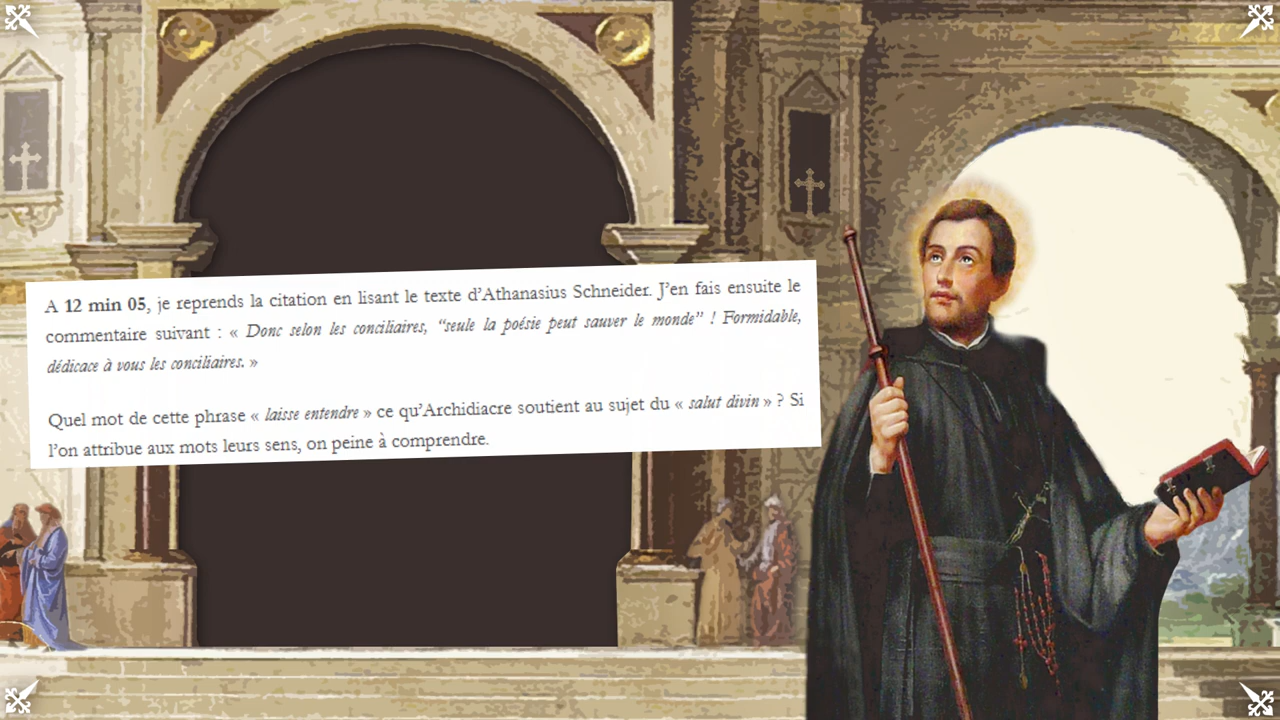 A 12 min 05, je reprends la citation en lisant le texte d'Athanasius Schneider. J'en fais ensuite le
commentaire suivant : « Donc selon les conciliaires, “seule la poésie peut sauver le monde” ! Formidable,
dédicace à vous les conciliaires. »
Quel mot de cette phrase « laisse entendre » ce qu'Archidiacre soutient au sujet du « salut divin » ? Si
l'on attribue aux mots leurs sens, on peine à comprendre.